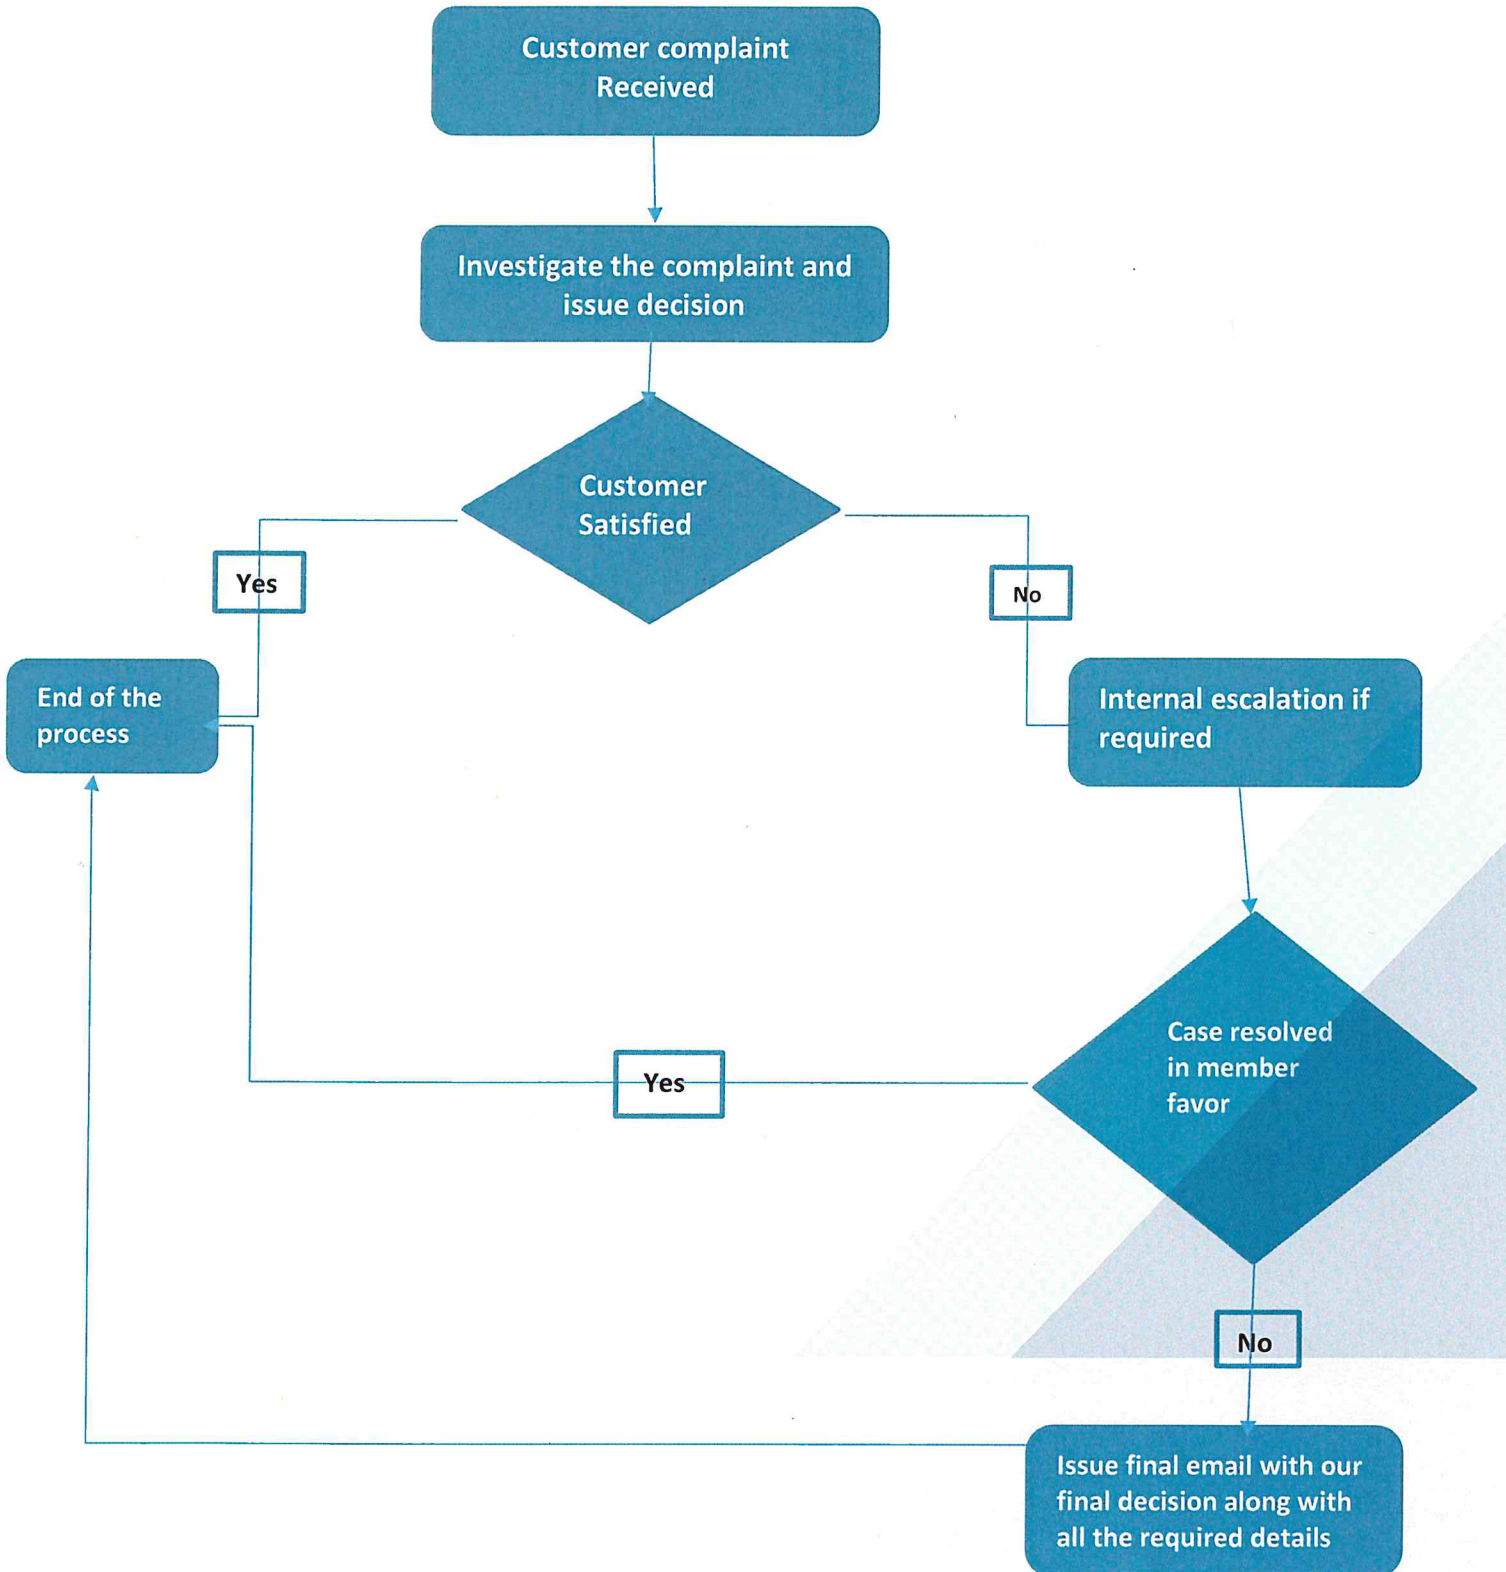 Customer complaint
Received
Investigate the complaint and
issue decision
Customer
Satisfied
Yes
No
End of the
process
Internal escalation if
required
Case resolved
in member
favor
Yes
No
Issue final email with our
final decision along with
all the required details